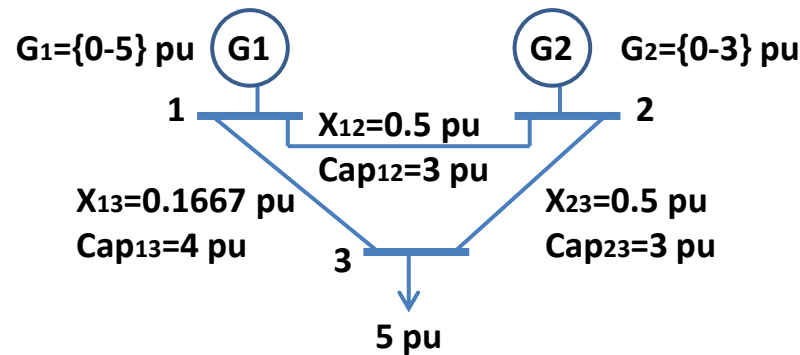 G1={0-5} pu G1 G2 G2={0-3} pu
1 2
X12=0.5 pu
Cap12=3 pu
X13=0.1667 pu X23=0.5 pu
Cap13=4 pu Cap23=3 pu
3
5 pu